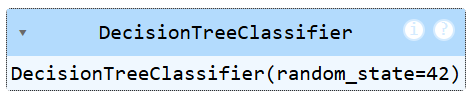 DecisionTreeClassifier i ?
DecisionTreeClassifier(random_state=42)